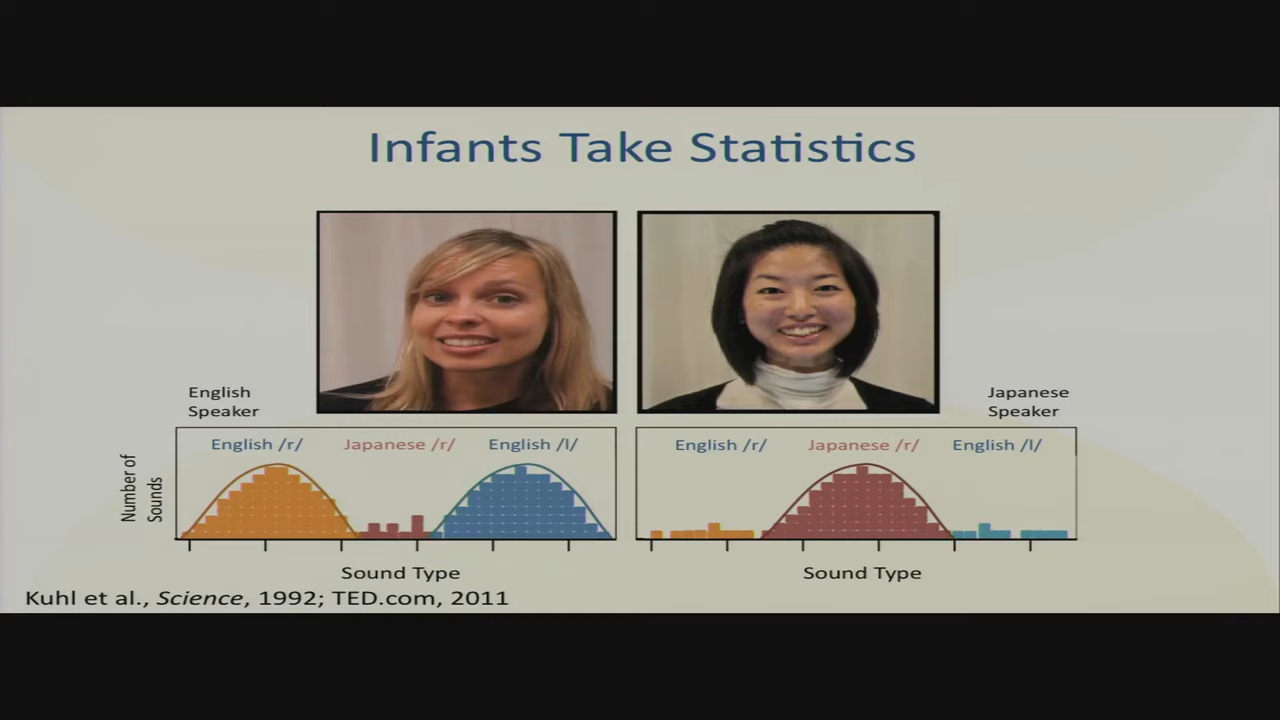 Infants Take Statistics
English
Speaker
Japanese
Speaker
English /r/ Japanese /r/ English /l/
English /r/ Japanese /r/ English /l/
Number of
Sounds
Sound Type
Sound Type
Kuhl et al., Science, 1992; TED.com, 2011